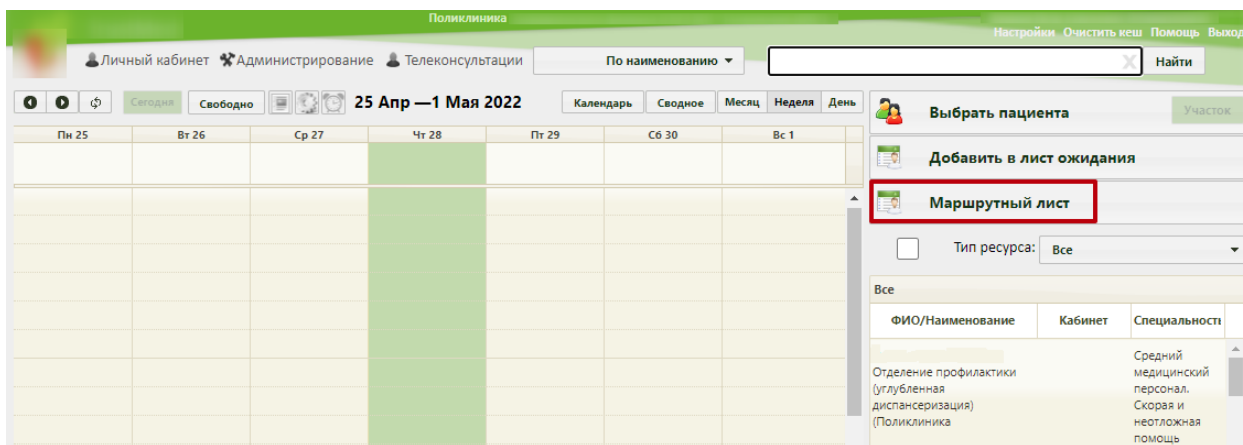 Поликлиника
Настройки Очистить кеш Помощь Выход
Личный кабинет Администрирование Телеконсультации По наименованию X Найти
Сегодня Свободно 25 Апр —1 Мая 2022 Календарь Сводное Месяц Неделя День
Пн 25 Вт 26 Ср 27 Чт 28 Пт 29 Сб 30 Вс 1
Выбрать пациента Участок
Добавить в лист ожидания
Маршрутный лист
Тип ресурса: Все
Все
ФИО/Наименование Кабинет Специальность
Отделение профилактики
(углубленная
диспансеризация)
(Поликлиника
Средний
медицинский
персонал.
Скорая и
неотложная
помощь